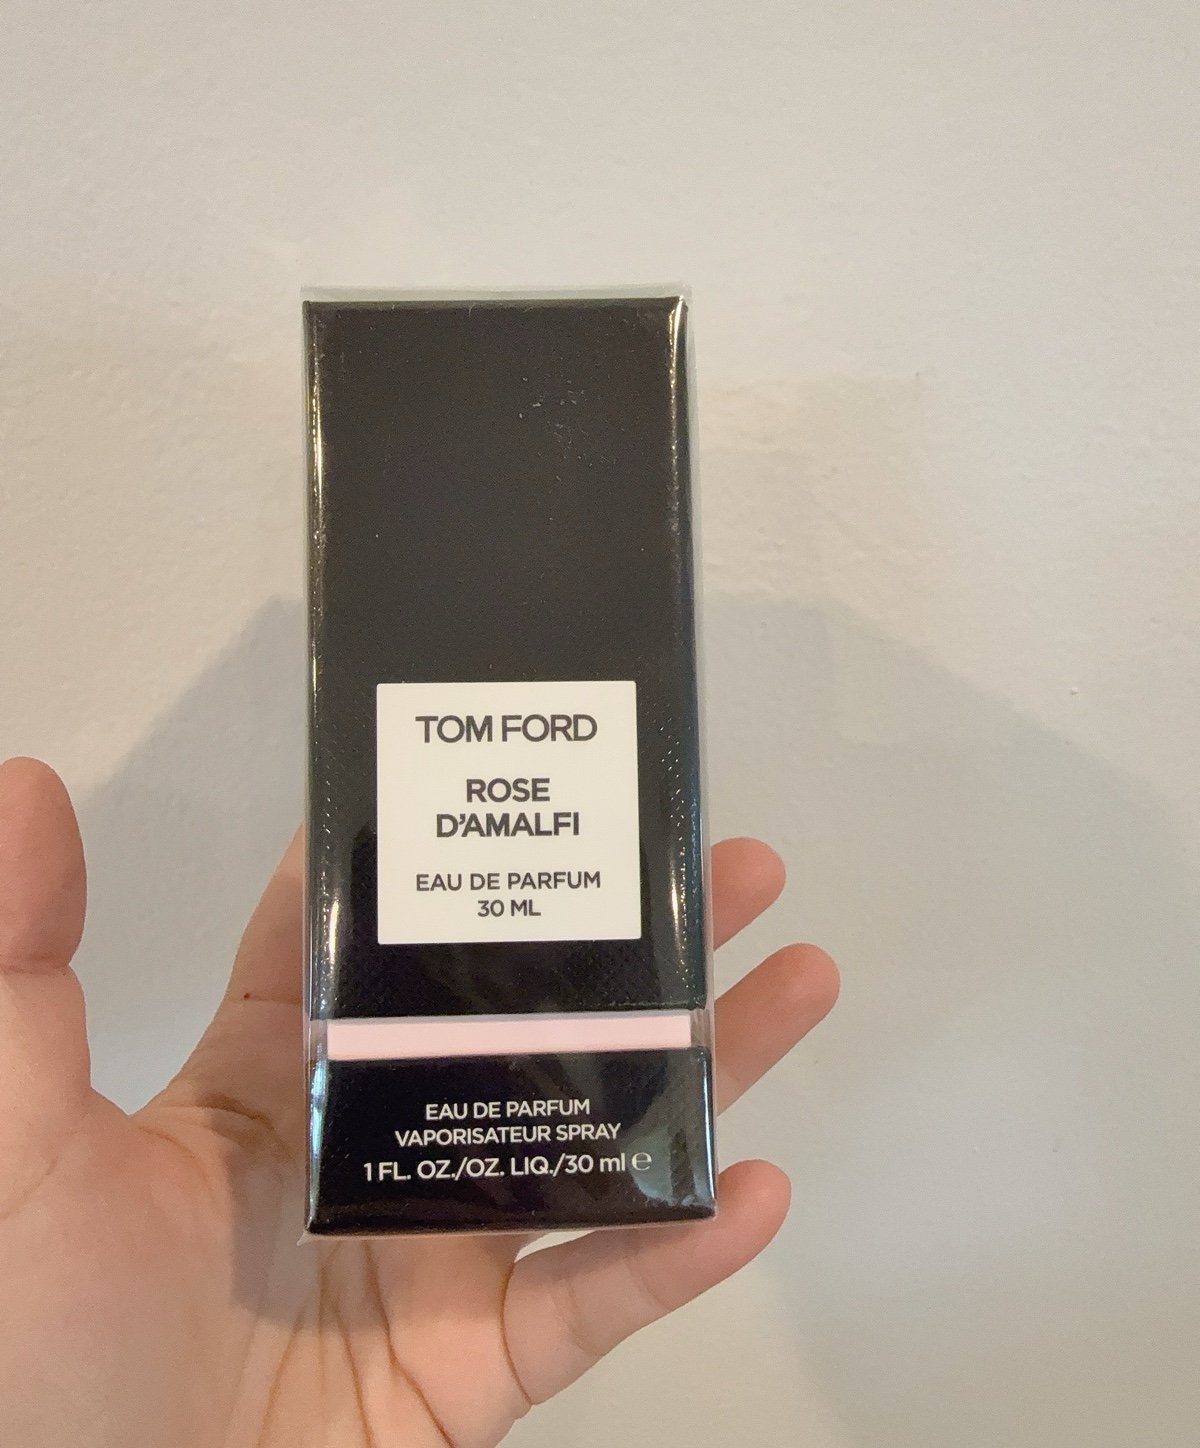 TOM FORD
ROSE
D'AMALFI
EAU DE PARFUM
30 ML
EAU DE PARFUM
VAPORISATEUR SPRAY
1 FL. OZ./OZ. LIQ./30 ml ℮